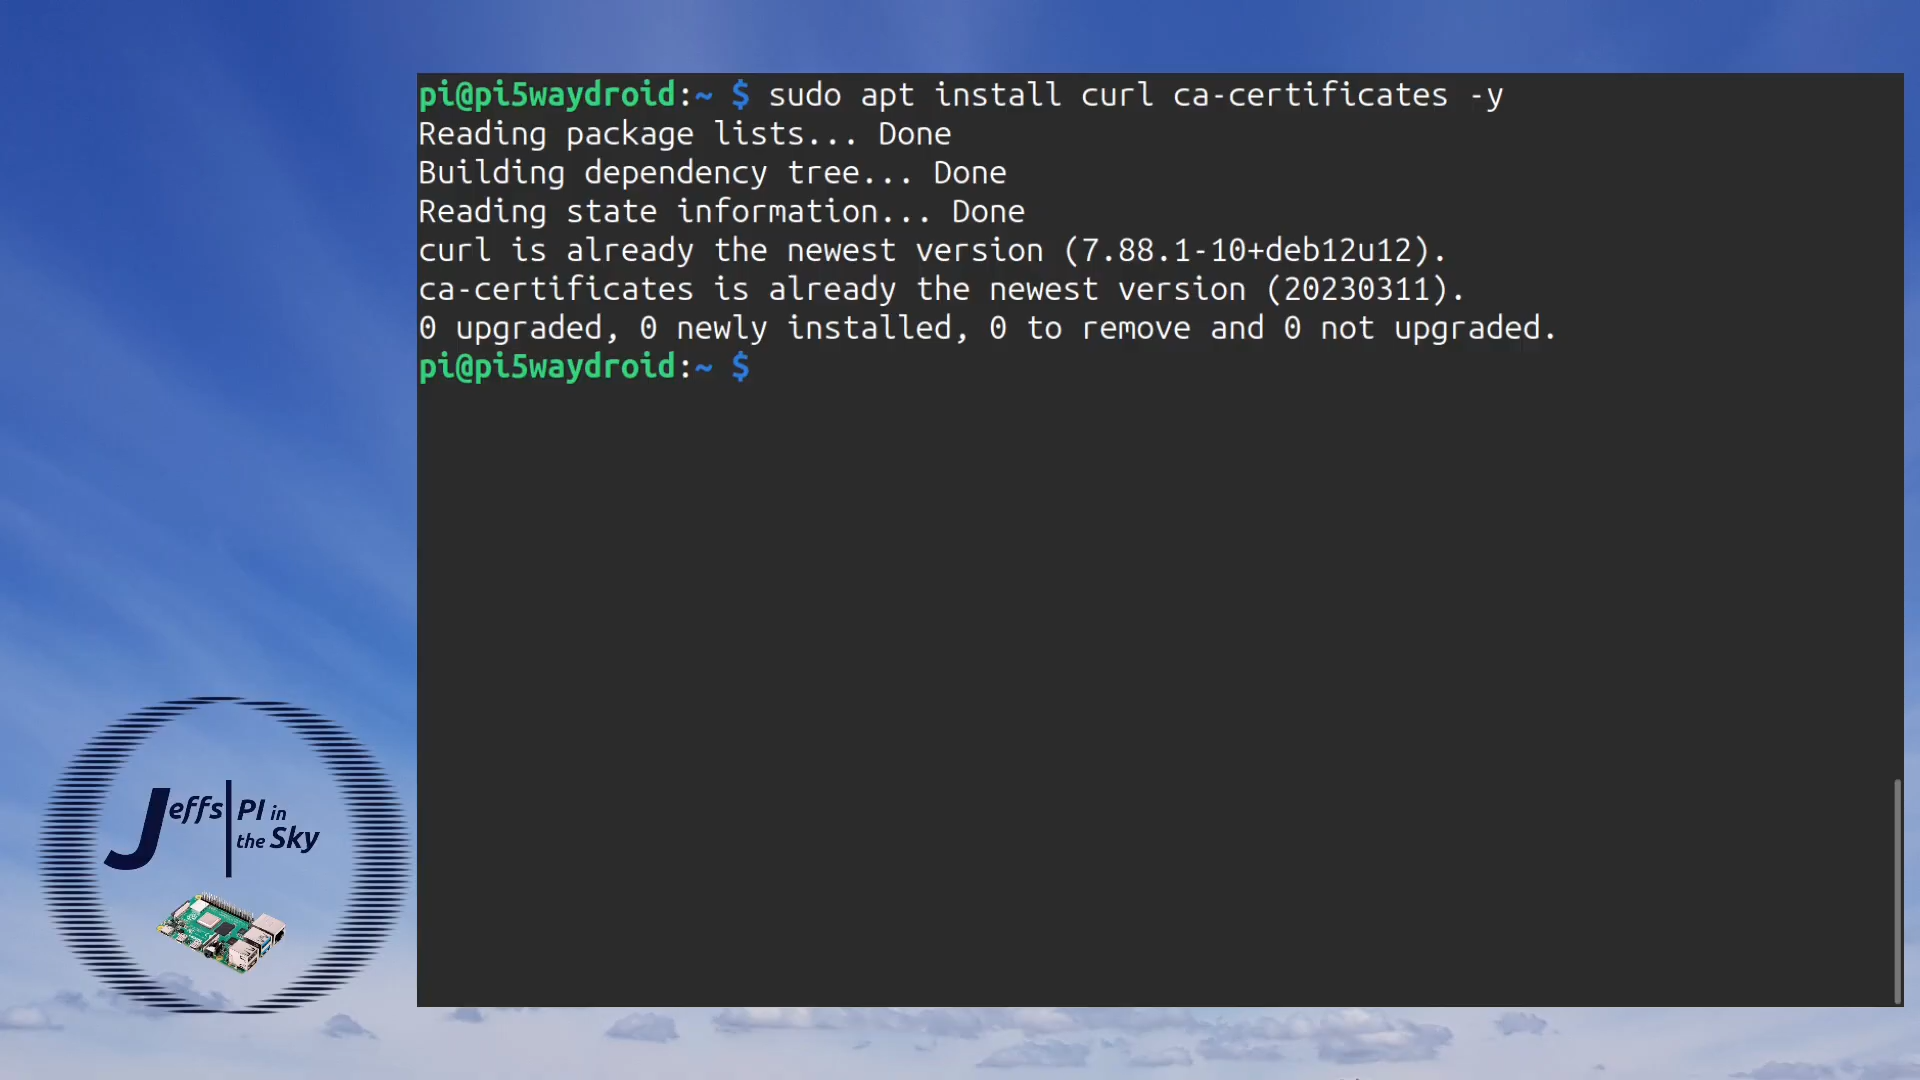 pi@pi5waydroid:~ $ sudo apt install curl ca-certificates -y
Reading package lists... Done
Building dependency tree... Done
Reading state information... Done
curl is already the newest version (7.88.1-10+deb12u12).
ca-certificates is already the newest version (20230311).
0 upgraded, 0 newly installed, 0 to remove and 0 not upgraded.
pi@pi5waydroid:~ $
Jeffs PI in
the Sky